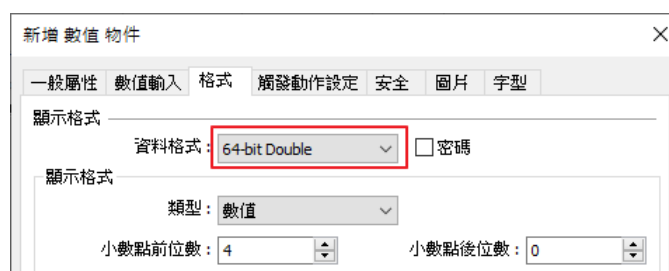 新增 數值 物件
一般屬性 數值輸入 格式 觸發動作設定 安全 圖片 字型
顯示格式
資料格式： 64-bit Double 密碼
顯示格式
類型： 數值
小數點前位數： 4 小數點後位數： 0